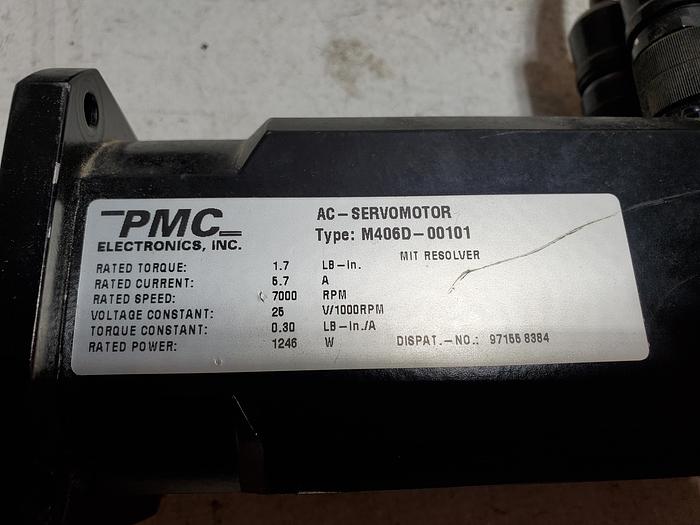 PMC
ELECTRONICS, INC.
AC-SERVOMOTOR
Type: M406D-00101
MIT RESOLVER
RATED TORQUE: 1.7 LB-In.
RATED CURRENT: 5.7 A
RATED SPEED: 7000 RPM
VOLTAGE CONSTANT: 25 V/1000RPM
TORQUE CONSTANT: 0.30 LB-In./A
RATED POWER: 1246 W
DISPAT.-NO.: 97155 8384